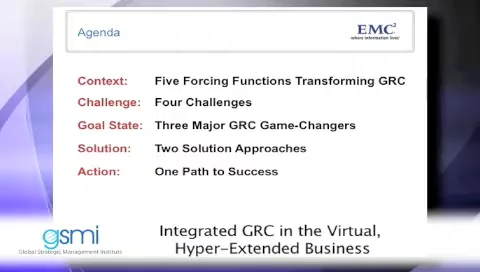 Agenda
EMC²
where information lives®
Context: Five Forcing Functions Transforming GRC
Challenge: Four Challenges
Goal State: Three Major GRC Game-Changers
Solution: Two Solution Approaches
Action: One Path to Success
gsmi
Global Strategic Management Institute
Integrated GRC in the Virtual,
Hyper-Extended Business